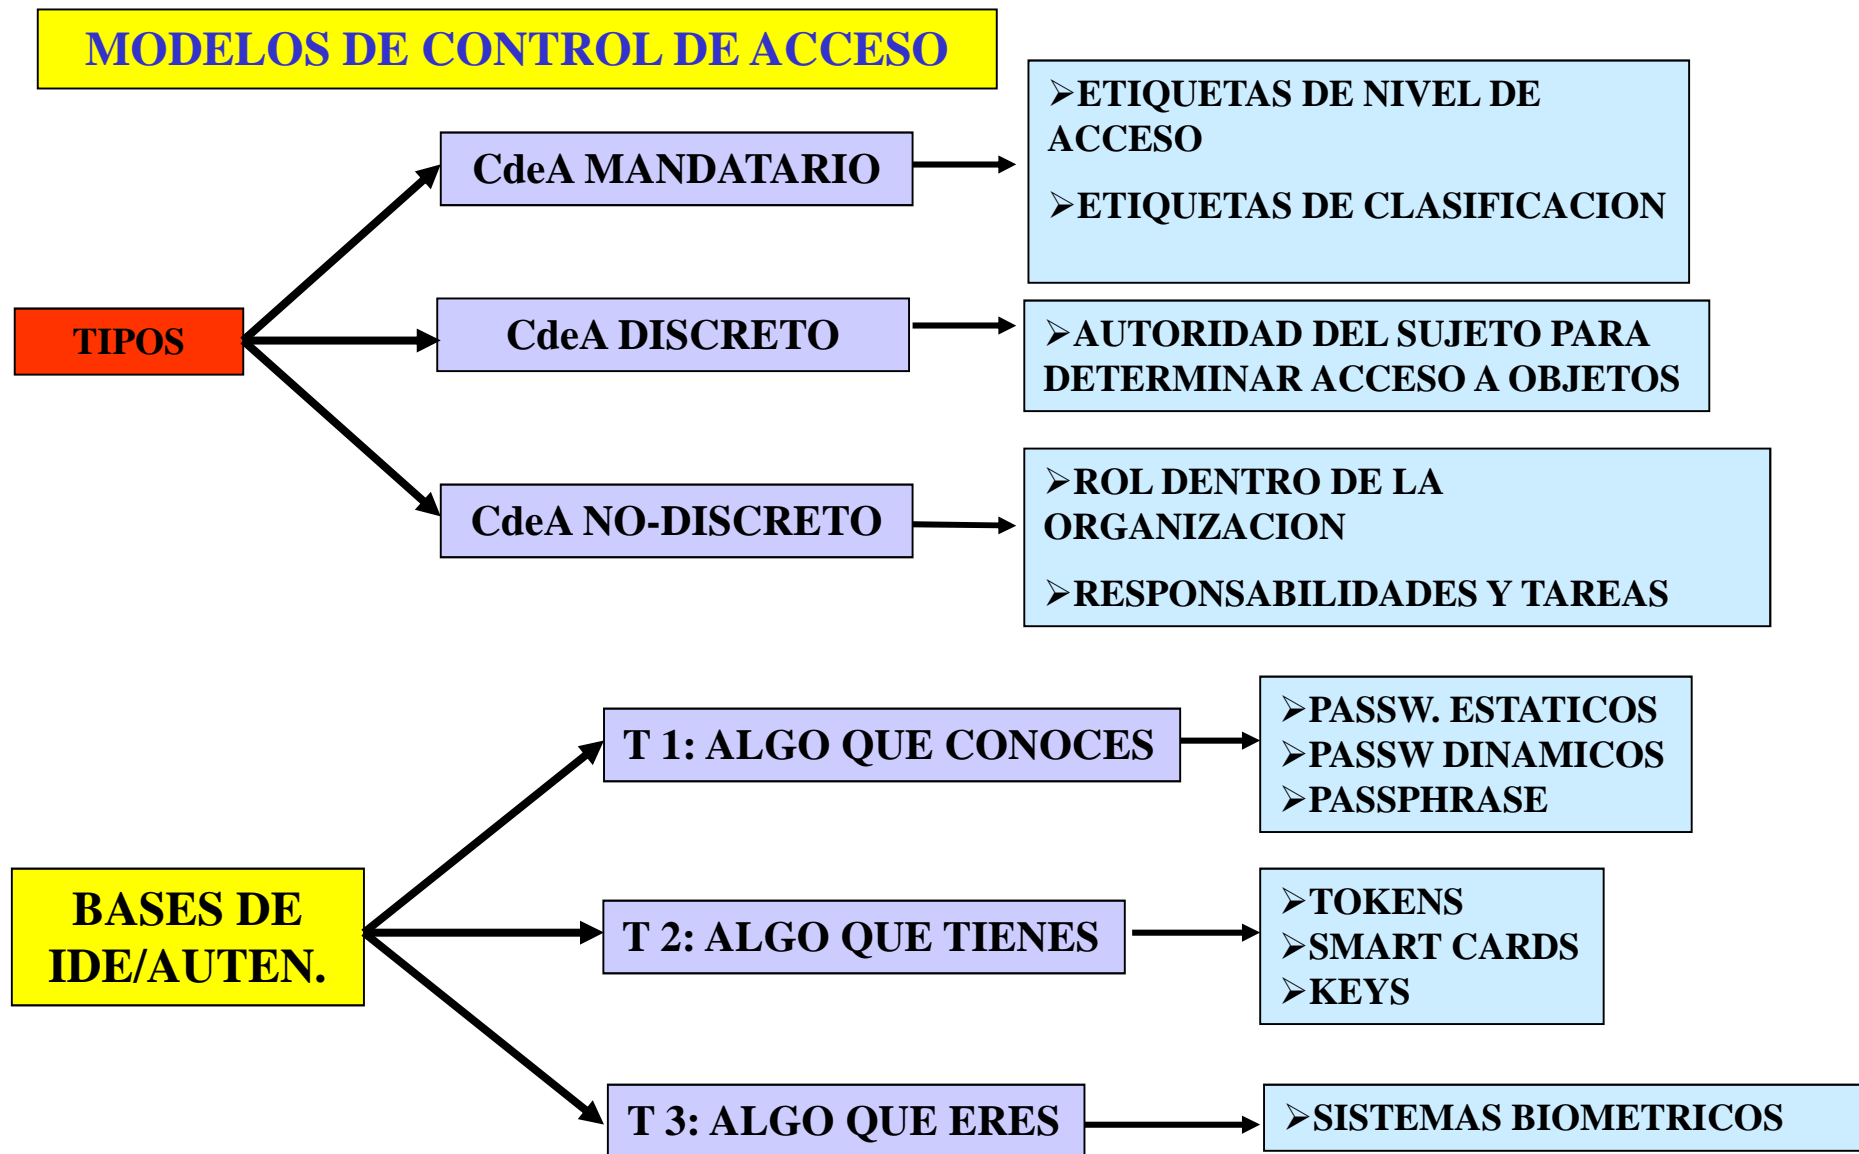 MODELOS DE CONTROL DE ACCESO
TIPOS
CdeA MANDATARIO
➢ETIQUETAS DE NIVEL DE
ACCESO
➢ETIQUETAS DE CLASIFICACION
CdeA DISCRETO
➢AUTORIDAD DEL SUJETO PARA
DETERMINAR ACCESO A OBJETOS
CdeA NO-DISCRETO
➢ROL DENTRO DE LA
ORGANIZACION
➢RESPONSABILIDADES Y TAREAS
BASES DE
IDE/AUTEN.
T 1: ALGO QUE CONOCES
➢PASSW. ESTATICOS
➢PASSW DINAMICOS
➢PASSPHRASE
T 2: ALGO QUE TIENES
➢TOKENS
➢SMART CARDS
➢KEYS
T 3: ALGO QUE ERES
➢SISTEMAS BIOMETRICOS